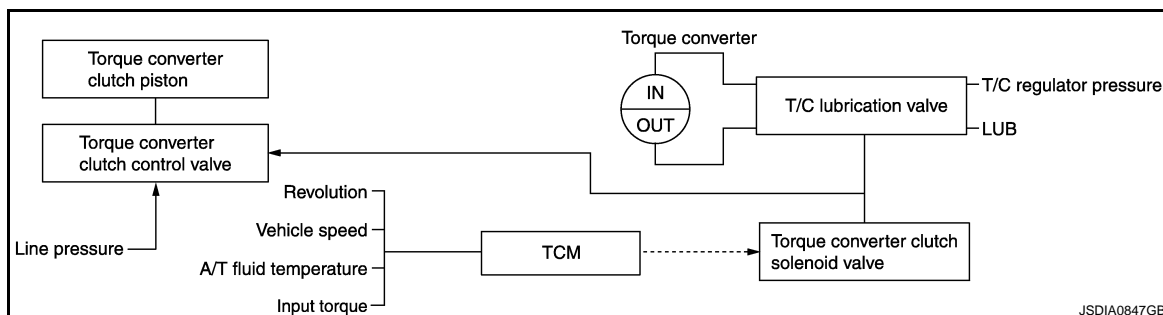 Torque converter
clutch piston
Torque converter
clutch control valve
Line pressure
Revolution
Vehicle speed
A/T fluid temperature
Input torque
TCM
Torque converter
IN
OUT
T/C lubrication valve
T/C regulator pressure
LUB
Torque converter clutch
solenoid valve
JSDIA0847GB